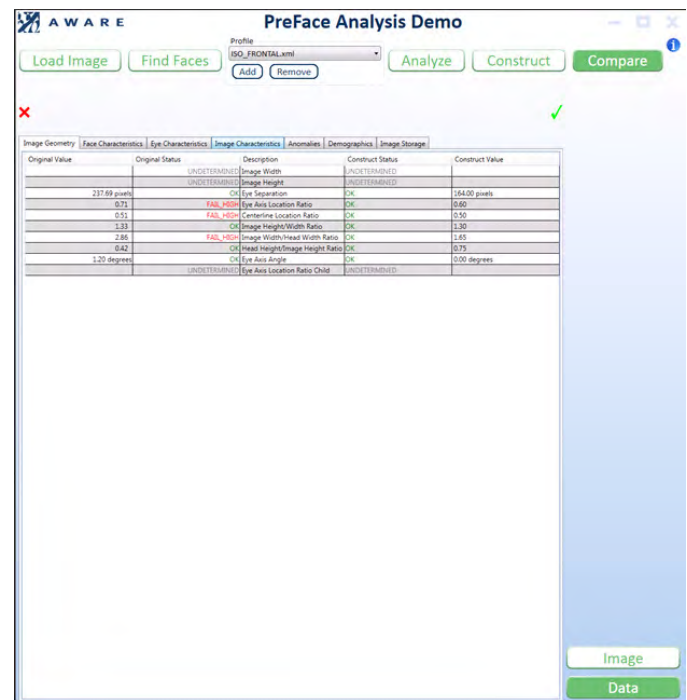 AWARE
PreFace Analysis Demo
Profile
Load Image Find Faces ISO_FRONTAL.xml Analyze Construct Compare
Add Remove
Image Geometry Face Characteristics Eye Characteristics Image Characteristics Anomalies Demographics Image Storage
Original Value Original Status Description Construct Status Construct Value
UNDETERMINED Image Width UNDETERMINED
UNDETERMINED Image Height UNDETERMINED
237.69 pixels OK Eye Separation OK 164.00 pixels
0.71 FAIL_HIGH Eye Axis Location Ratio OK 0.60
0.51 FAIL_HIGH Centerline Location Ratio OK 0.50
1.33 OK Image Height/Width Ratio OK 1.30
2.86 FAIL_HIGH Image Width/Head Width Ratio OK 1.65
0.42 OK Head Height/Image Height Ratio OK 0.75
1.20 degrees OK Eye Axis Angle OK 0.00 degrees
UNDETERMINED Eye Axis Location Ratio Child UNDETERMINED
Image
Data